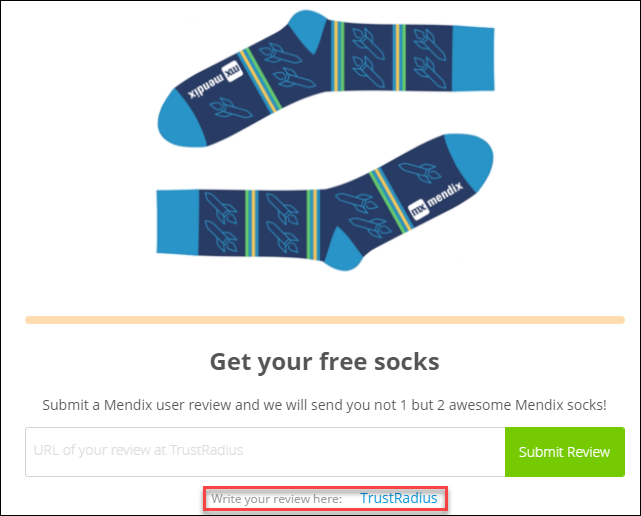 mx mendix
mx mendix
Get your free socks
Submit a Mendix user review and we will send you not 1 but 2 awesome Mendix socks!
URL of your review at TrustRadius
Submit Review
Write your review here: TrustRadius